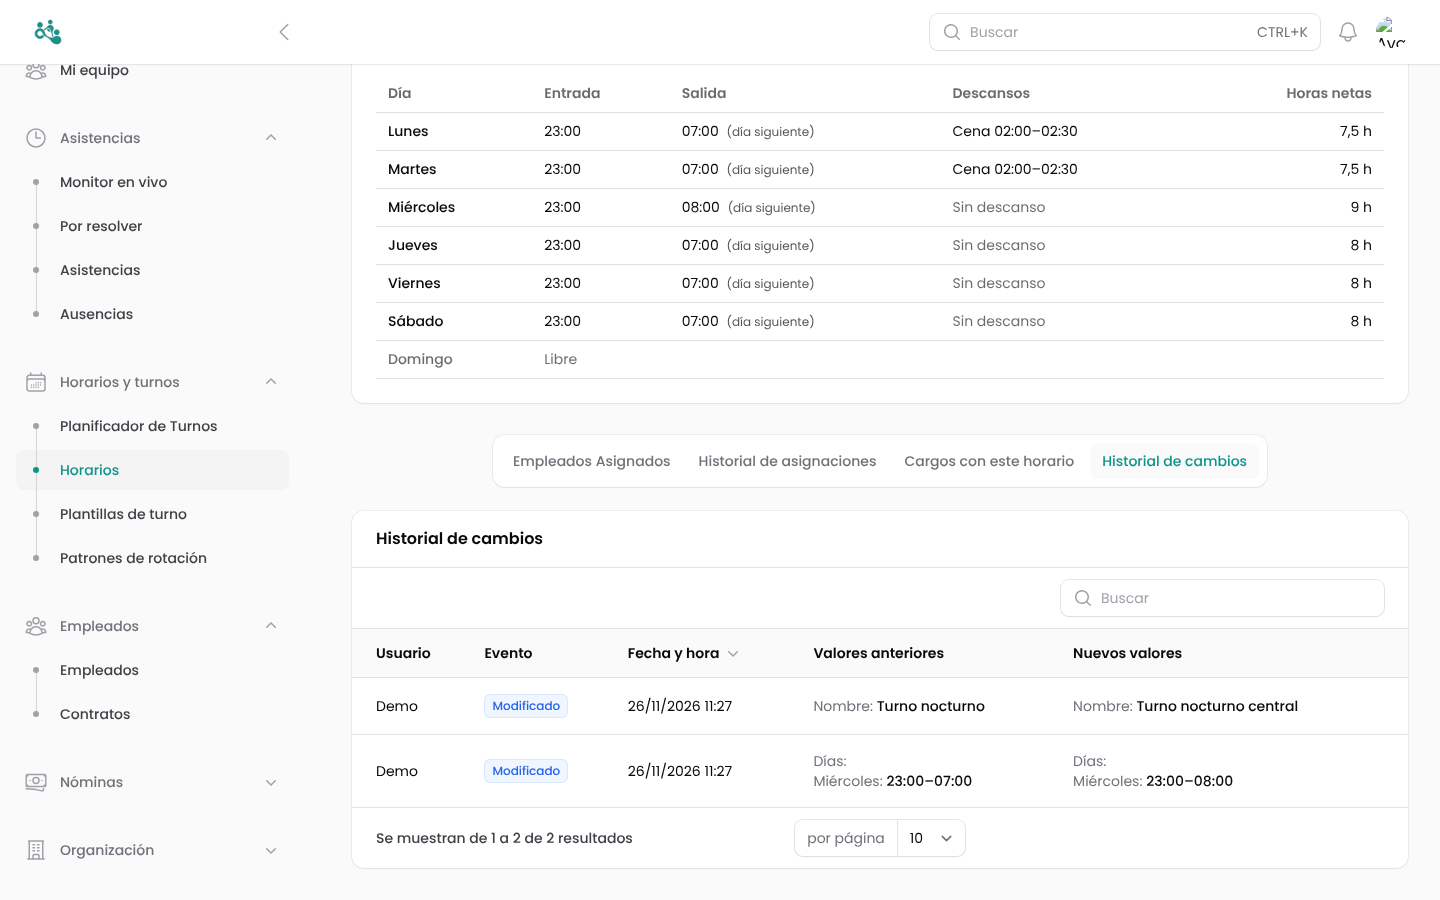 Buscar
CTRL+K
Mi equipo
Asistencias
Monitor en vivo
Por resolver
Asistencias
Ausencias
Horarios y turnos
Planificador de Turnos
Horarios
Plantillas de turno
Patrones de rotación
Empleados
Empleados
Contratos
Nóminas
Organización
Día Entrada Salida Descansos Horas netas
Lunes 23:00 07:00 (día siguiente) Cena 02:00–02:30 7,5 h
Martes 23:00 07:00 (día siguiente) Cena 02:00–02:30 7,5 h
Miércoles 23:00 08:00 (día siguiente) Sin descanso 9 h
Jueves 23:00 07:00 (día siguiente) Sin descanso 8 h
Viernes 23:00 07:00 (día siguiente) Sin descanso 8 h
Sábado 23:00 07:00 (día siguiente) Sin descanso 8 h
Domingo Libre
Empleados Asignados Historial de asignaciones Cargos con este horario Historial de cambios
Historial de cambios
Buscar
Usuario Evento Fecha y hora Valores anteriores Nuevos valores
Demo Modificado 26/11/2026 11:27 Nombre: Turno nocturno Nombre: Turno nocturno central
Demo Modificado 26/11/2026 11:27 Días: Días:
Miércoles: 23:00–07:00 Miércoles: 23:00–08:00
Se muestran de 1 a 2 de 2 resultados por página 10